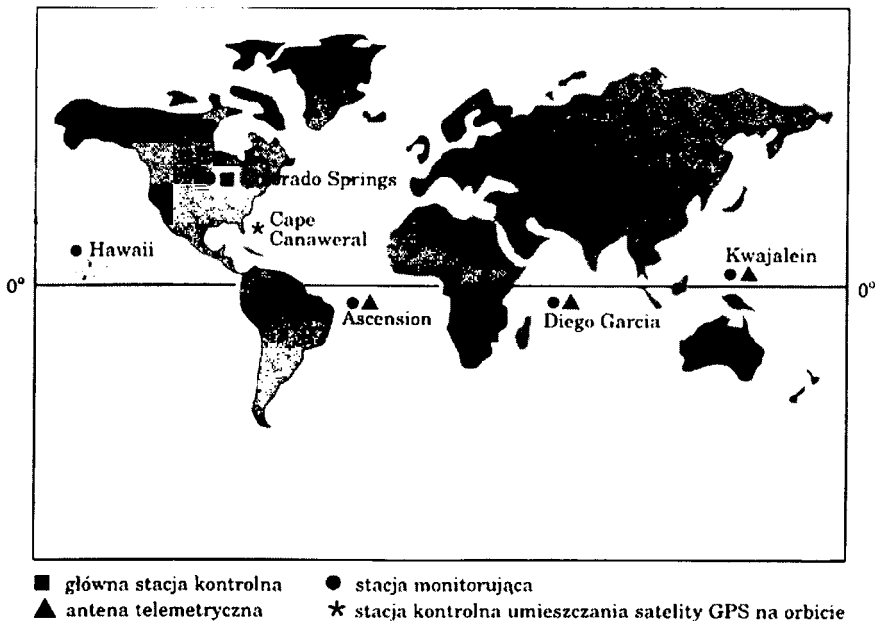 orado Springs
Cape
Canaweral
Hawaii
Kwajalein
0° 0°
Ascension
Diego Garcia
główna stacja kontrolna
stacja monitorująca
antena telemetryczna
stacja kontrolna umieszczania satelity GPS na orbicie